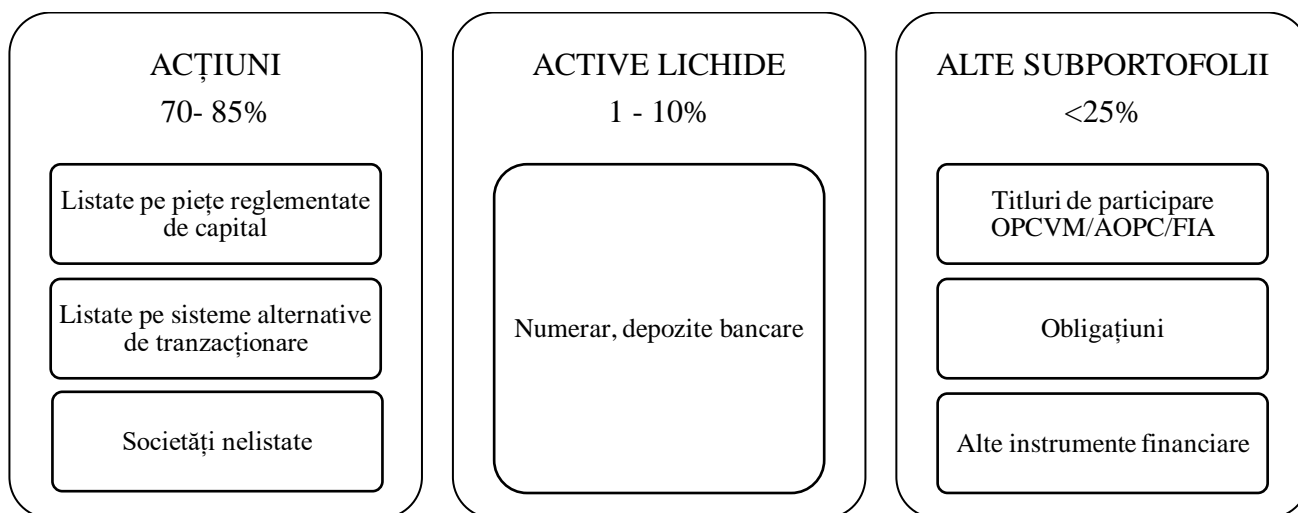 ACȚIUNI
70- 85%
Listate pe piețe reglementate
de capital
Listate pe sisteme alternative
de tranzacționare
Societăți nelistate
ACTIVE LICHIDE
1 - 10%
Numerar, depozite bancare
ALTE SUBPORTOFOLII
<25%
Titluri de participare
OPCVM/AOPC/FIA
Obligațiuni
Alte instrumente financiare